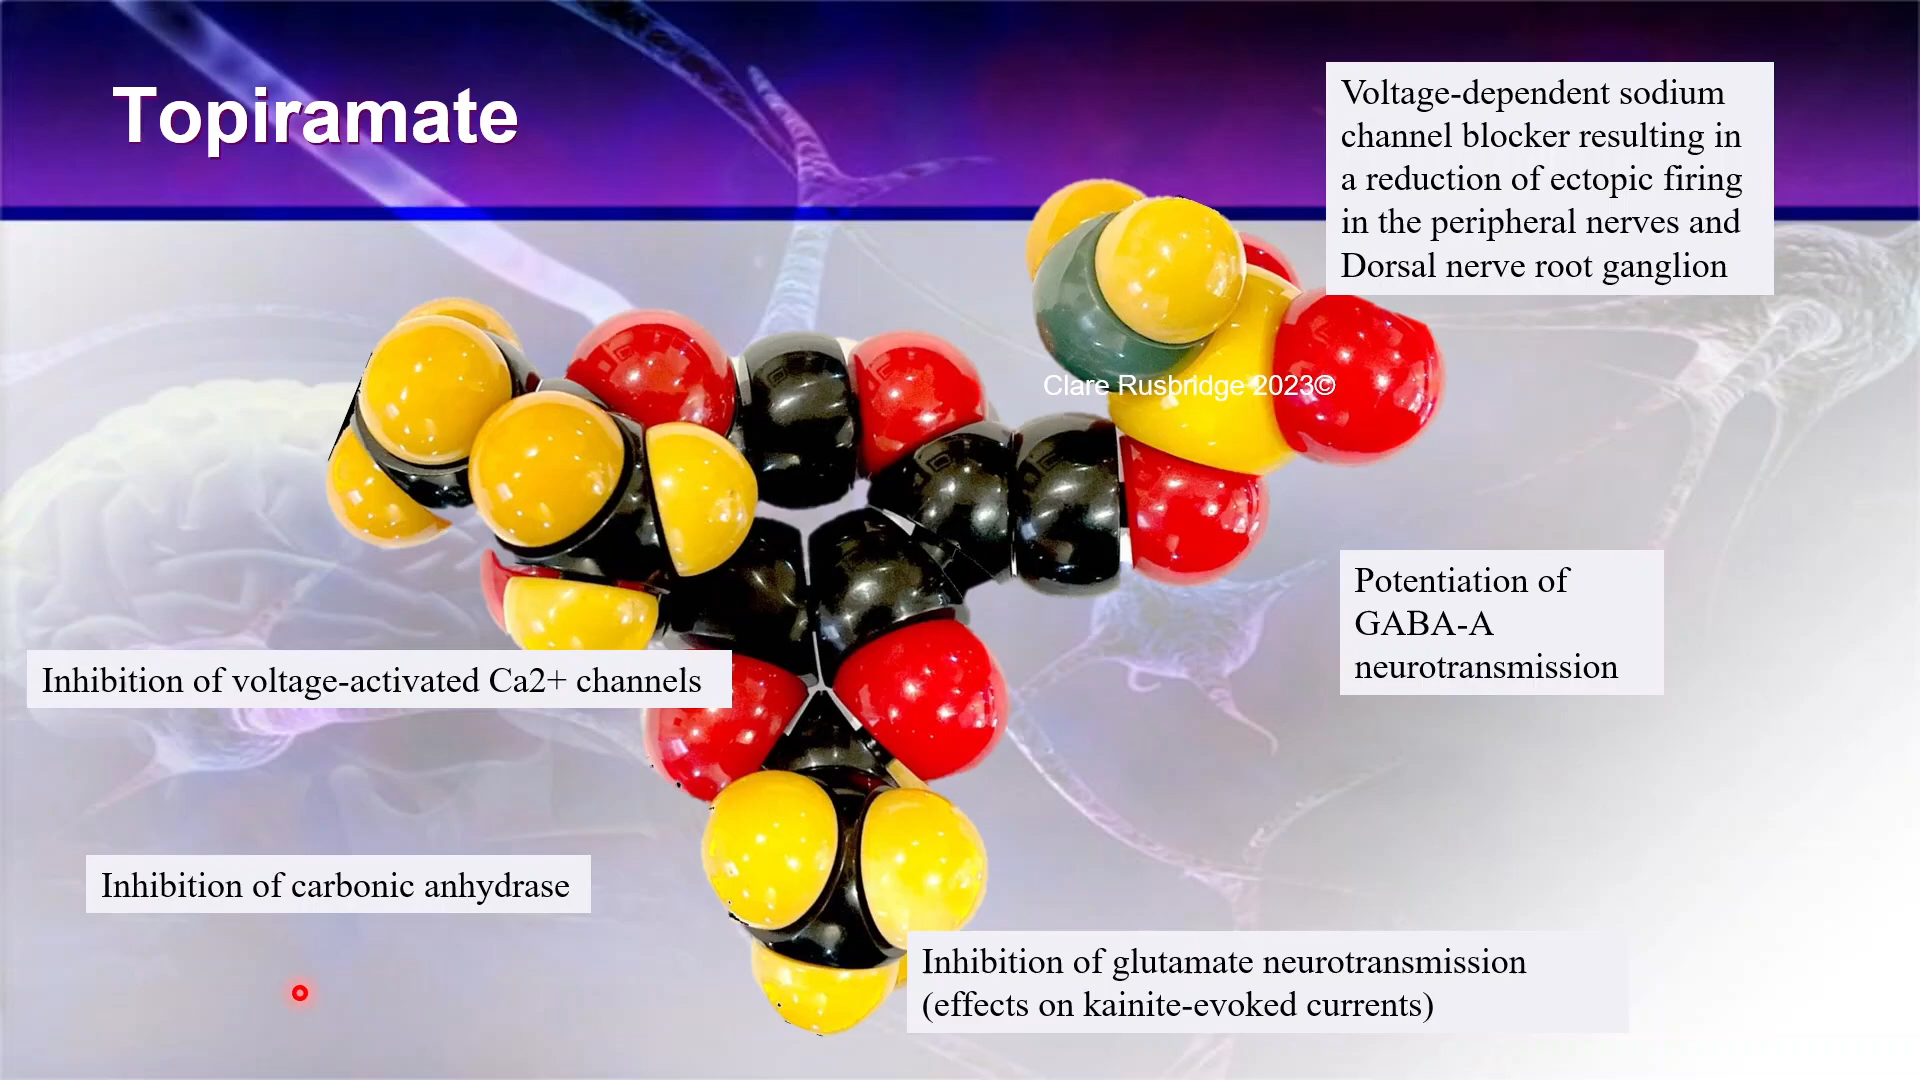 Topiramate
Voltage-dependent sodium
channel blocker resulting in
a reduction of ectopic firing
in the peripheral nerves and
Dorsal nerve root ganglion
Clare Rusbridge 2023©
Potentiation of
GABA-A
neurotransmission
Inhibition of voltage-activated Ca2+ channels
Inhibition of carbonic anhydrase
Inhibition of glutamate neurotransmission
(effects on kainite-evoked currents)